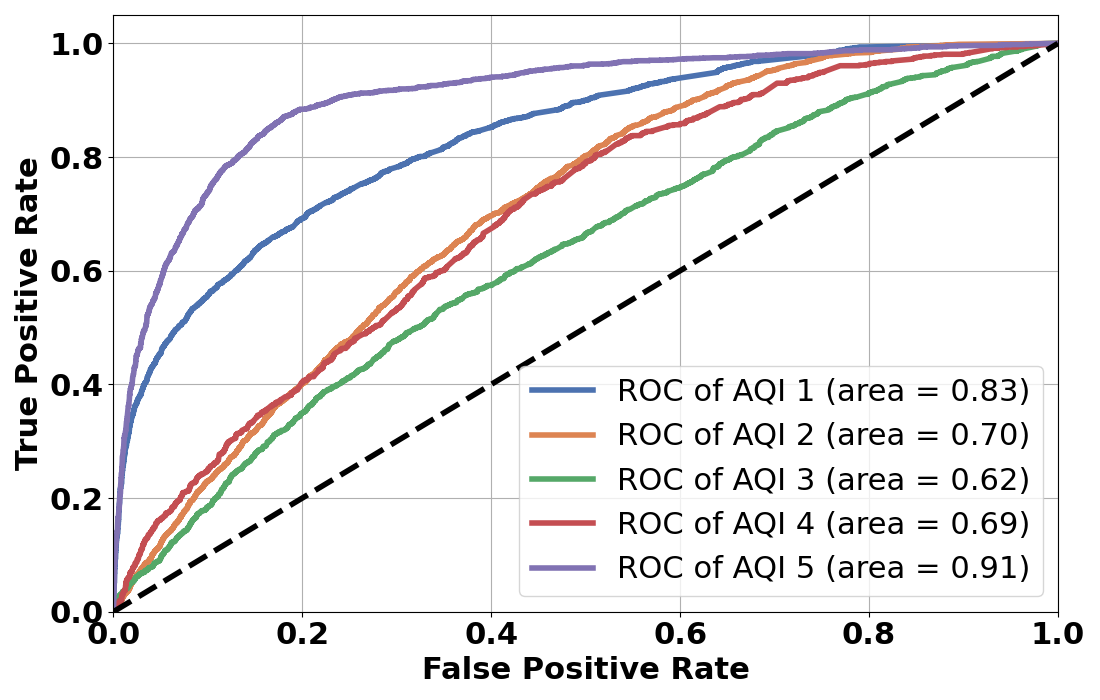 True Positive Rate
1.0
0.8
0.6
0.4
0.2
0.0
ROC of AQI 1 (area = 0.83)
ROC of AQI 2 (area = 0.70)
ROC of AQI 3 (area = 0.62)
ROC of AQI 4 (area = 0.69)
ROC of AQI 5 (area = 0.91)
0.0 0.2 0.4 0.6 0.8 1.0
False Positive Rate